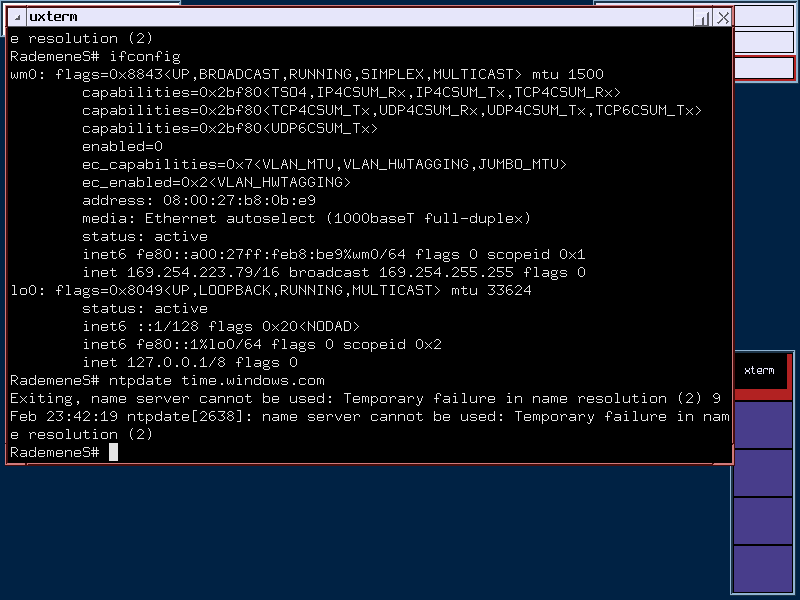 uxterm
e resolution (2)
RademeneS# ifconfig
wm0: flags=0x8843<UP,BROADCAST,RUNNING,SIMPLEX,MULTICAST> mtu 1500
capabilities=0x2bf80<TSO4,IP4CSUM_Rx,IP4CSUM_Tx,TCP4CSUM_Rx>
capabilities=0x2bf80<TCP4CSUM_Tx,UDP4CSUM_Rx,UDP4CSUM_Tx,TCP6CSUM_Tx>
capabilities=0x2bf80<UDP6CSUM_Tx>
enabled=0
ec_capabilities=0x7<VLAN_MTU,VLAN_HWTAGGING,JUMBO_MTU>
ec_enabled=0x2<VLAN_HWTAGGING>
address: 08:00:27:b8:0b:e9
media: Ethernet autoselect (1000baseT full-duplex)
status: active
inet6 fe80::a00:27ff:feb8:be9%wm0/64 flags 0 scopeid 0x1
inet 169.254.223.79/16 broadcast 169.254.255.255 flags 0
lo0: flags=0x8049<UP,LOOPBACK,RUNNING,MULTICAST> mtu 33624
status: active
inet6 ::1/128 flags 0x20<NODAD>
inet6 fe80::1%lo0/64 flags 0 scopeid 0x2
inet 127.0.0.1/8 flags 0
RademeneS# ntpdate time.windows.com
Exiting, name server cannot be used: Temporary failure in name resolution (2) 9
Feb 23:42:19 ntpdate[2638]: name server cannot be used: Temporary failure in nam
e resolution (2)
RademeneS#
xterm